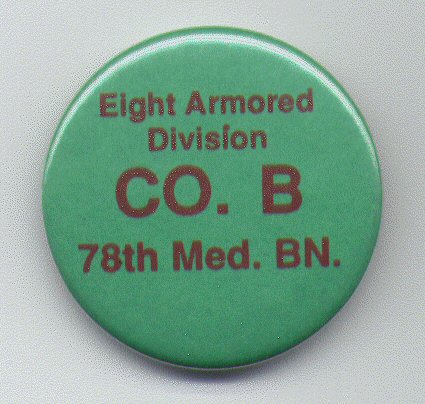 Eight Armored
Division
CO. B
78th Med. BN.